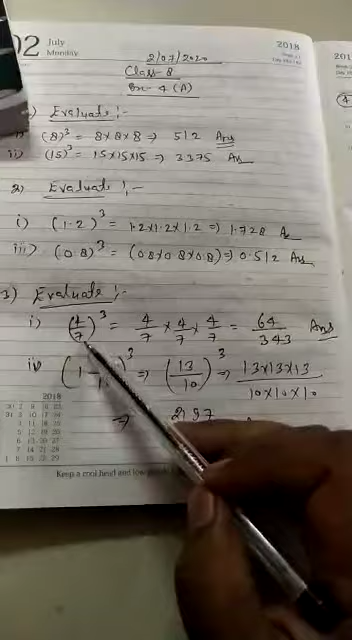 02 July
Monday
2018
2/07/2020
Class-8
Ex-4(A)
Evaluate :-
i) (8)³ = 8×8×8 ⇒ 512 Ans
ii) (15)³ = 15×15×15 ⇒ 3375 Ans
2) Evaluate :-
i) (1.2)³ = 1.2×1.2×1.2 ⇒ 1.728 Ans
iii) (0.8)³ = (0.8×0.8×0.8) ⇒ 0.512 Ans
3) Evaluate :-
i) (4/7)³ = 4/7 × 4/7 × 4/7 = 64/343 Ans
iv) (1 )³ ⇒ (13/10)³ ⇒ 13×13×13/10×10×10
⇒ 2197
2018
Keep a cool head and